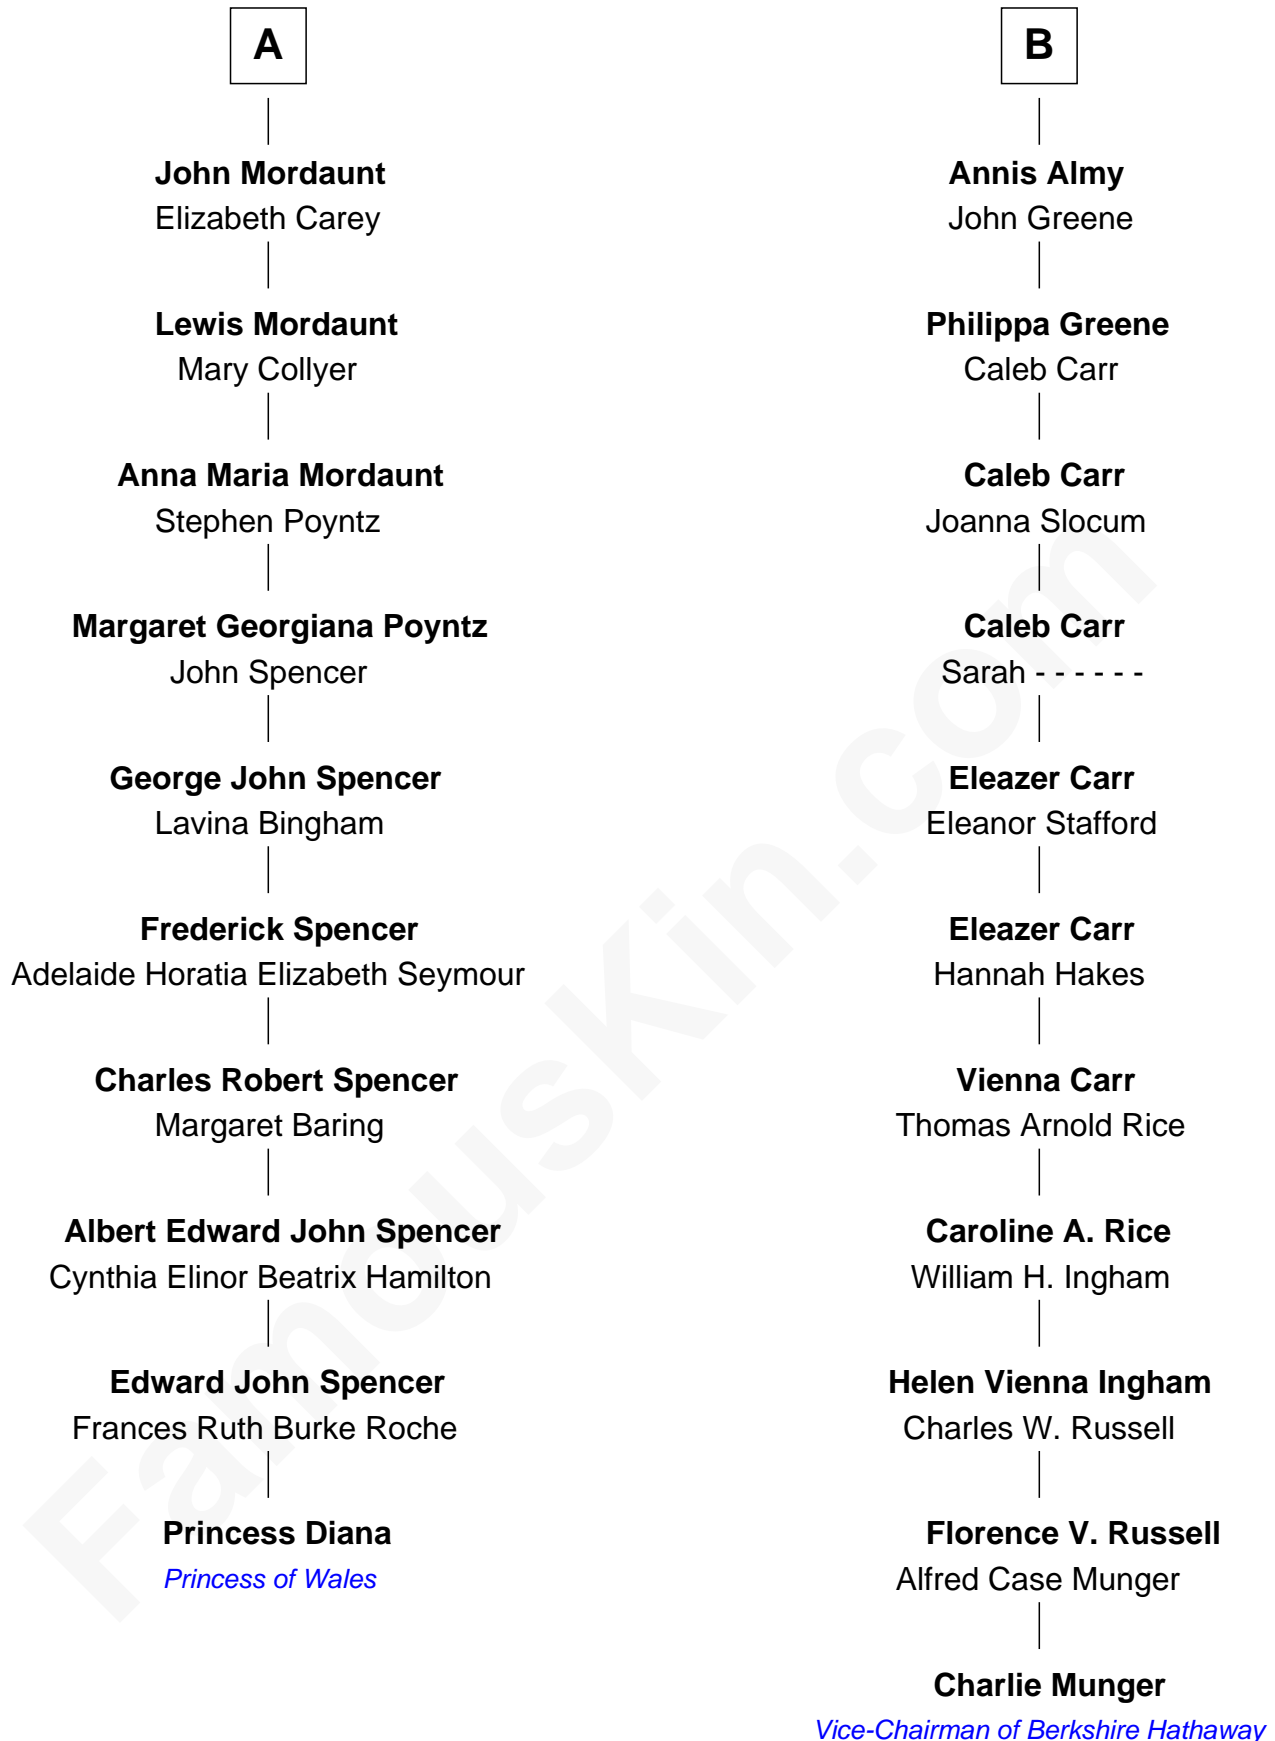 A
John Mordaunt
Elizabeth Carey
Lewis Mordaunt
Mary Collyer
Anna Maria Mordaunt
Stephen Poyntz
Margaret Georgiana Poyntz
John Spencer
George John Spencer
Lavina Bingham
Frederick Spencer
Adelaide Horatia Elizabeth Seymour
Charles Robert Spencer
Margaret Baring
Albert Edward John Spencer
Cynthia Elinor Beatrix Hamilton
Edward John Spencer
Frances Ruth Burke Roche
Princess Diana
Princess of Wales
B
Annis Almy
John Greene
Philippa Greene
Caleb Carr
Caleb Carr
Joanna Slocum
Caleb Carr
Sarah - - - - - -
Eleazer Carr
Eleanor Stafford
Eleazer Carr
Hannah Hakes
Vienna Carr
Thomas Arnold Rice
Caroline A. Rice
William H. Ingham
Helen Vienna Ingham
Charles W. Russell
Florence V. Russell
Alfred Case Munger
Charlie Munger
Vice-Chairman of Berkshire Hathaway
FamousKin.com